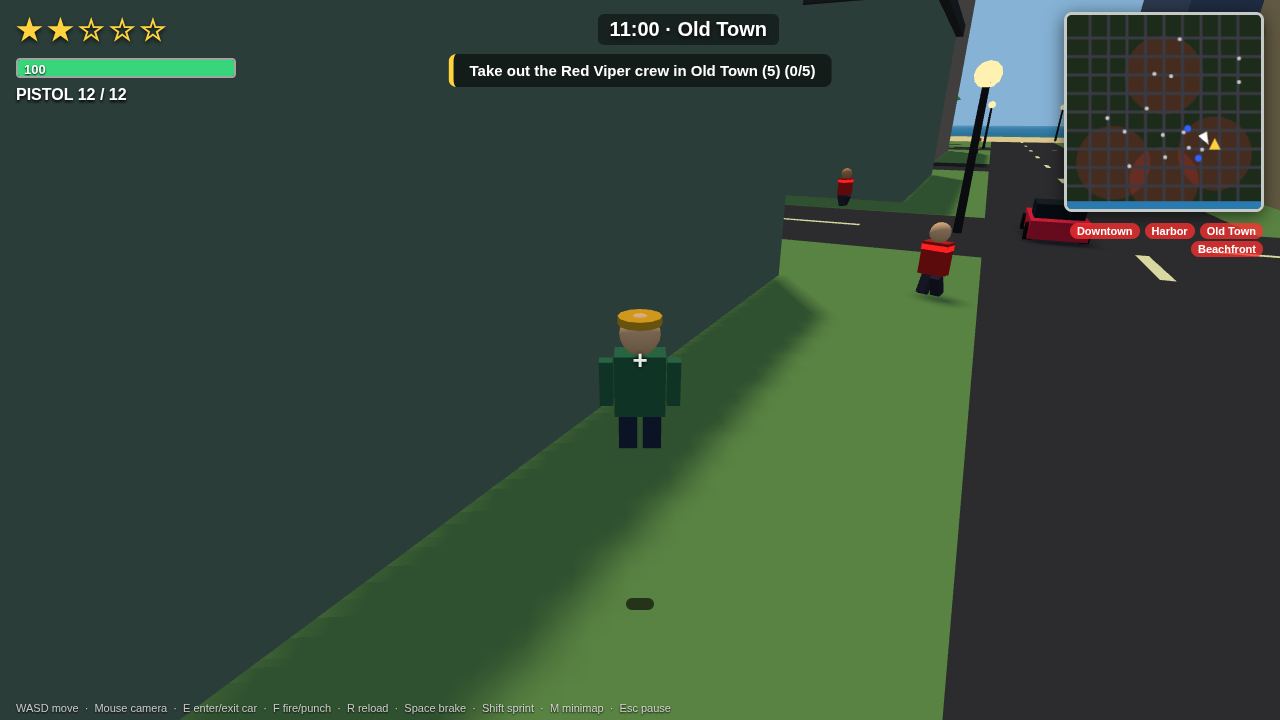 11:00 · Old Town
100
Take out the Red Viper crew in Old Town (5) (0/5)
PISTOL 12 / 12
Downtown Harbor Old Town
Beachfront
WASD move · Mouse camera · E enter/exit car · F fire/punch · R reload · Space brake · Shift sprint · M minimap · Esc pause